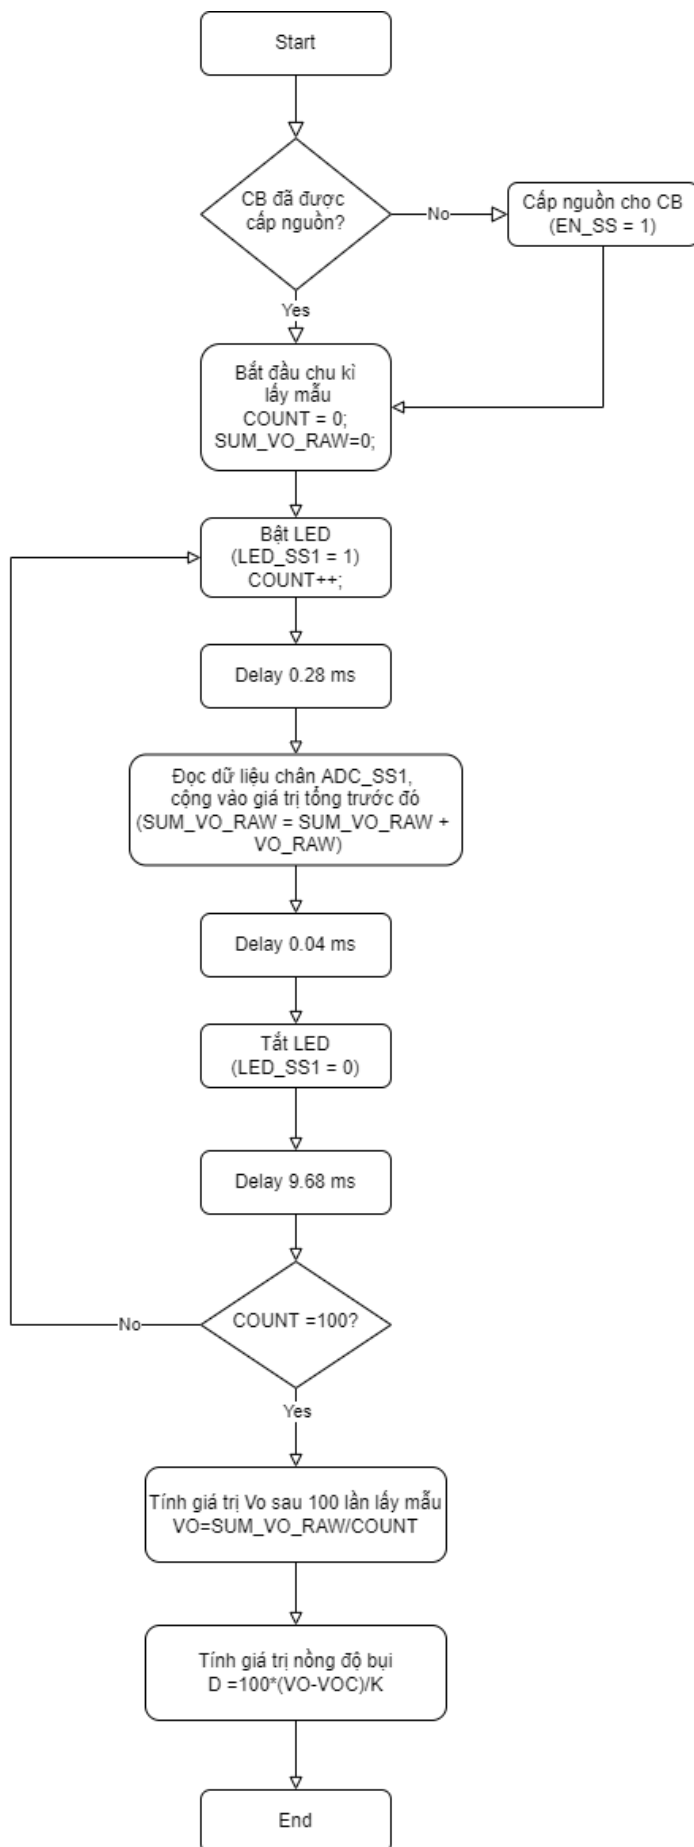 Start
CB đã được
cấp nguồn?
No
Cấp nguồn cho CB
(EN_SS = 1)
Yes
Bắt đầu chu kì
lấy mẫu
COUNT = 0;
SUM_VO_RAW=0;
Bật LED
(LED_SS1 = 1)
COUNT++;
Delay 0.28 ms
Đọc dữ liệu chân ADC_SS1,
cộng vào giá trị tổng trước đó
(SUM_VO_RAW = SUM_VO_RAW +
VO_RAW)
Delay 0.04 ms
Tắt LED
(LED_SS1 = 0)
Delay 9.68 ms
COUNT =100?
No
Yes
Tính giá trị Vo sau 100 lần lấy mẫu
VO=SUM_VO_RAW/COUNT
Tính giá trị nồng độ bụi
D =100*(VO-VOC)/K
End